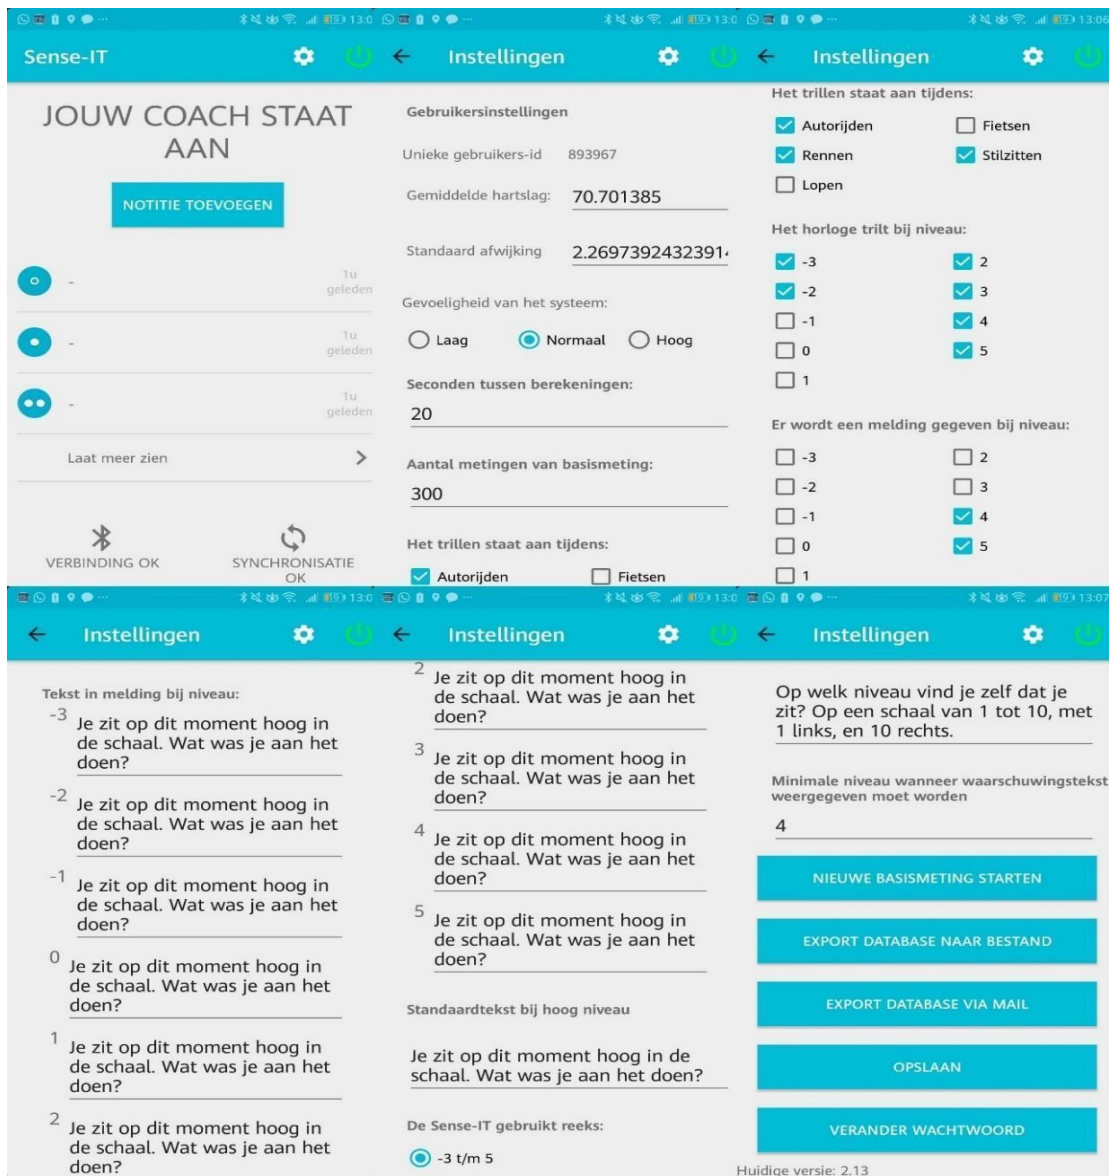 13:0
Sense-IT
JOUW COACH STAAT
AAN
NOTITIE TOEVOEGEN
-
1u
geleden
-
1u
geleden
-
1u
geleden
Laat meer zien
VERBINDING OK
SYNCHRONISATIE
OK
13:0
Instellingen
Gebruikersinstellingen
Unieke gebruikers-id 893967
Gemiddelde hartslag: 70.701385
Standaard afwijking 2.2697392432391
Gevoeligheid van het systeem:
Laag Normaal Hoog
Seconden tussen berekeningen:
20
Aantal metingen van basismeting:
300
Het trillen staat aan tijdens:
Autorijden Fietsen
13:06
Instellingen
Het trillen staat aan tijdens:
Autorijden Fietsen
Rennen Stilzitten
Lopen
Het horloge trilt bij niveau:
-3 2
-2 3
-1 4
0 5
1
Er wordt een melding gegeven bij niveau:
-3 2
-2 3
-1 4
0 5
1
13:0
Instellingen
Tekst in melding bij niveau:
-3 Je zit op dit moment hoog in
de schaal. Wat was je aan het
doen?
-2 Je zit op dit moment hoog in
de schaal. Wat was je aan het
doen?
-1 Je zit op dit moment hoog in
de schaal. Wat was je aan het
doen?
0 Je zit op dit moment hoog in
de schaal. Wat was je aan het
doen?
1 Je zit op dit moment hoog in
de schaal. Wat was je aan het
doen?
2 Je zit op dit moment hoog in
de schaal. Wat was je aan het
doen?
13:0
Instellingen
2 Je zit op dit moment hoog in
de schaal. Wat was je aan het
doen?
3 Je zit op dit moment hoog in
de schaal. Wat was je aan het
doen?
4 Je zit op dit moment hoog in
de schaal. Wat was je aan het
doen?
5 Je zit op dit moment hoog in
de schaal. Wat was je aan het
doen?
Standaardtekst bij hoog niveau
Je zit op dit moment hoog in de
schaal. Wat was je aan het doen?
De Sense-IT gebruikt reeks:
-3 t/m 5
13:07
Instellingen
Op welk niveau vind je zelf dat je
zit? Op een schaal van 1 tot 10, met
1 links, en 10 rechts.
Minimale niveau wanneer waarschuwingstekst
weergegeven moet worden
4
NIEUWE BASISMETING STARTEN
EXPORT DATABASE NAAR BESTAND
EXPORT DATABASE VIA MAIL
OPSLAAN
VERANDER WACHTWOORD
Huidige versie: 2.13